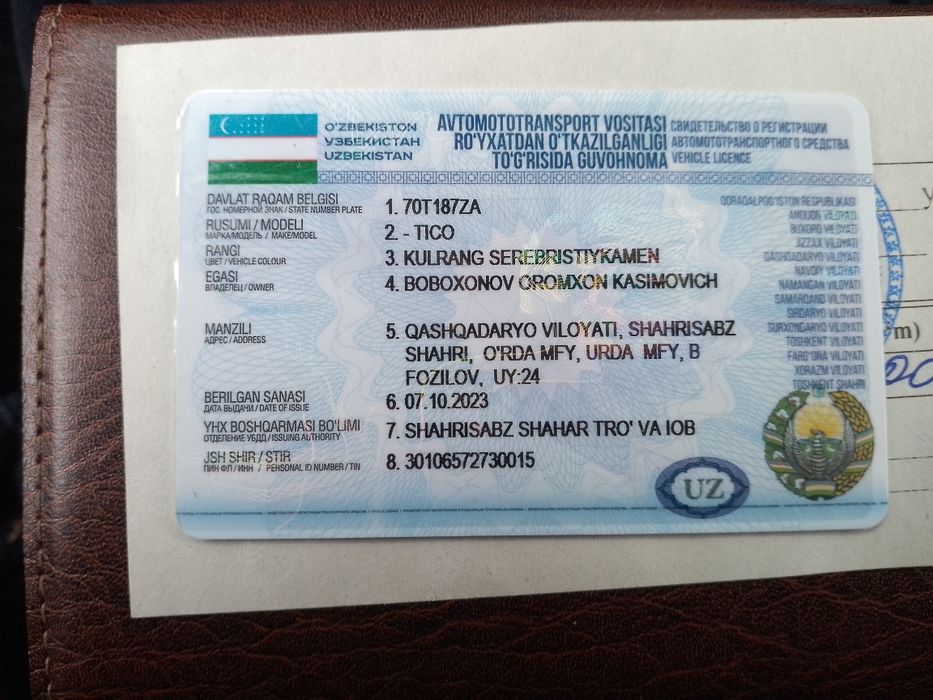 O'ZBEKISTON
УЗБЕКИСТАН
UZBEKISTAN
AVTOMOTOTRANSPORT VOSITASI
RO'YXATDAN O'TKAZILGANLIGI
TO'G'RISIDA GUVOHNOMA
СВИДЕТЕЛЬСТВО О РЕГИСТРАЦИИ
АВТОМОТОТРАНСПОРТНОГО СРЕДСТВА
VEHICLE LICENCE
DAVLAT RAQAM BELGISI
ГОС. НОМЕРНОЙ ЗНАК / STATE NUMBER PLATE
1. 70T187ZA
RUSUMI / MODELI
МАРКА/МОДЕЛЬ / MAKE/MODEL
2. - TICO
RANGI
ЦВЕТ / VEHICLE COLOUR
3. KULRANG SEREBRISTIYKAMEN
EGASI
ВЛАДЕЛЕЦ / OWNER
4. BOBOXONOV OROMXON KASIMOVICH
MANZILI
АДРЕС / ADDRESS
5. QASHQADARYO VILOYATI, SHAHRISABZ
SHAHRI, O'RDA MFY, URDA MFY, B
FOZILOV, UY:24
BERILGAN SANASI
ДАТА ВЫДАЧИ / DATE OF ISSUE
6. 07.10.2023
YHX BOSHQARMASI BO'LIMI
ОТДЕЛЕНИЕ УБДД / ISSUING AUTHORITY
7. SHAHRISABZ SHAHAR TRO' VA IOB
JSH SHIR / STIR
ПИН ФЛ / ИНН / PERSONAL ID NUMBER / TIN
8. 30106572730015
QORAQALPOG'ISTON RESPUBLIKASI
ANDIJON VILOYATI
BUXORO VILOYATI
JIZZAX VILOYATI
QASHQADARYO VILOYATI
NAVOIY VILOYATI
NAMANGAN VILOYATI
SAMARQAND VILOYATI
SIRDARYO VILOYATI
SURXONDARYO VILOYATI
TOSHKENT VILOYATI
FARG'ONA VILOYATI
XORAZM VILOYATI
TOSHKENT SHAHRI
UZ
m)